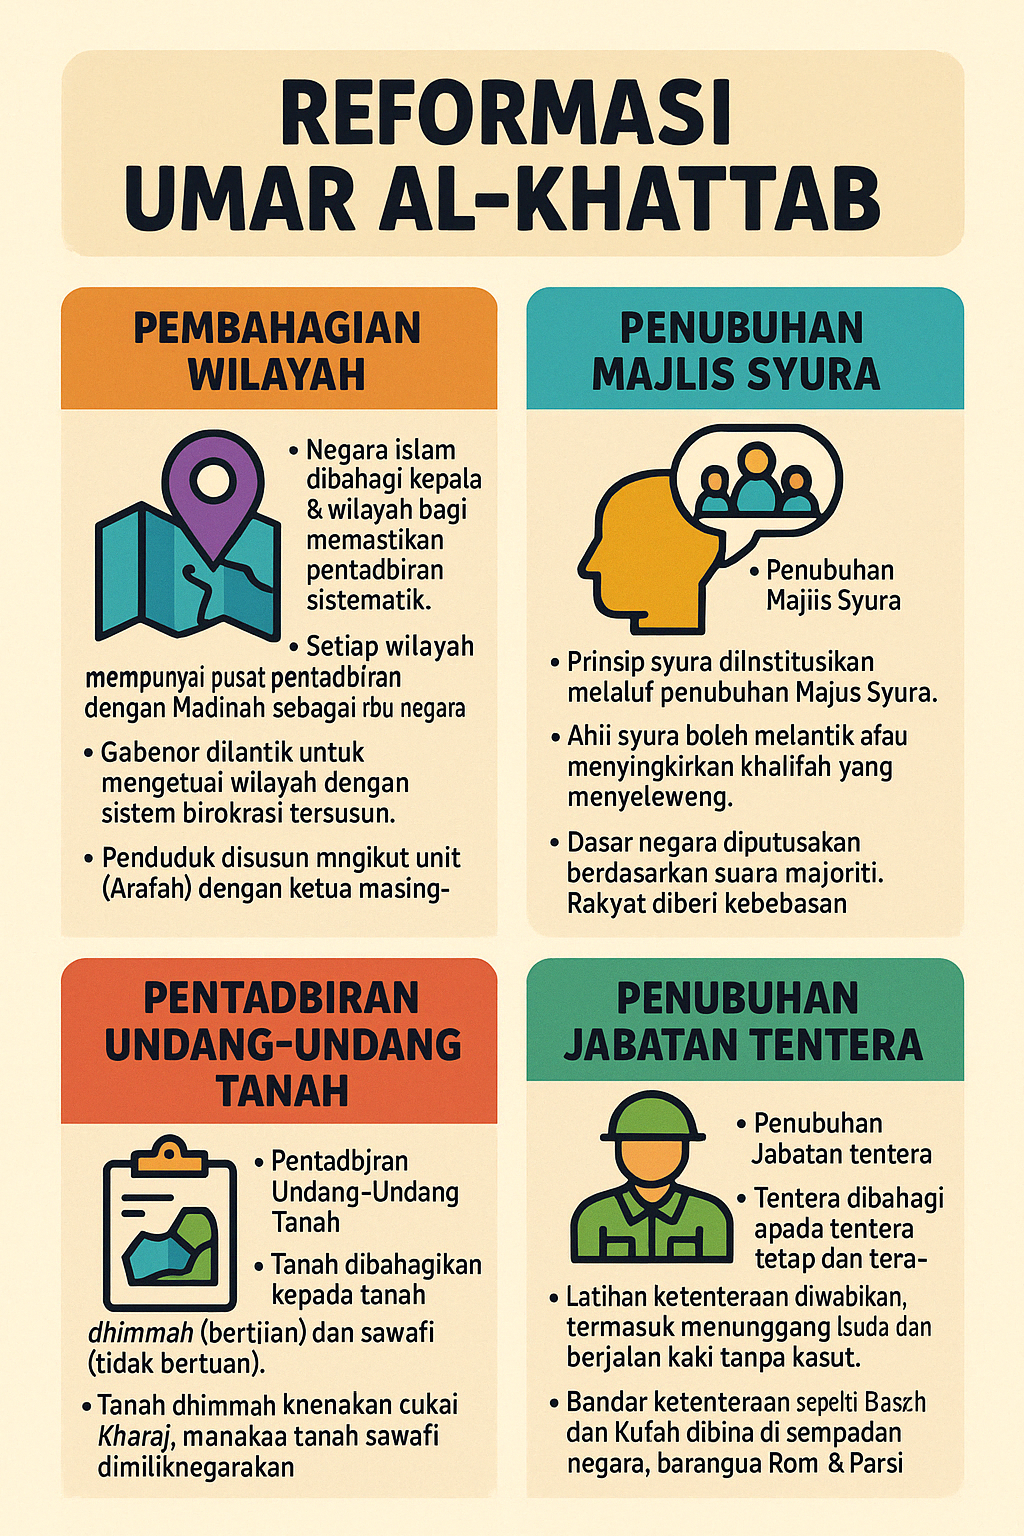 REFORMASI
UMAR AL-KHATTAB
PEMBAHAGIAN
WILAYAH
• Negara islam
dibahagi kepala
& wilayah bagi
memastikan
pentadbiran
sistematik.
• Setiap wilayah
mempunyai pusat pentadbiran
dengan Madinah sebagai rbu negara
• Gabenor dilantik untuk
mengetuai wilayah dengan
sistem birokrasi tersusun.
• Penduduk disusun mngikut unit
(Arafah) dengan ketua masing-
PENUBUHAN
MAJLIS SYURA
• Penubuhan
Majiis Syura
• Prinsip syura diInstitusikan
melaluf penubuhan Majus Syura.
• Ahii syura boleh melantik afau
menyingkirkan khalifah yang
menyeleweng.
• Dasar negara diputusakan
berdasarkan suara majoriti.
Rakyat diberi kebebasan
PENTADBIRAN
UNDANG-UNDANG
TANAH
• Pentadbjran
Undang-Undang
Tanah
• Tanah dibahagikan
kepada tanah
dhimmah (bertiian) dan sawafi
(tidak bertuan).
• Tanah dhimmah knenakan cukai
Kharaj, manakaa tanah sawafi
dimiliknegarakan
PENUBUHAN
JABATAN TENTERA
• Penubuhan
Jabatan tentera
• Tentera dibahagi
apada tentera
tetap dan tera-
• Latihan ketenteraan diwabikan,
termasuk menunggang lsuda dan
berjalan kaki tanpa kasut.
• Bandar ketenteraan sepelti
dan Kufah dibina di sempadan
negara, barangua Rom & Parsi